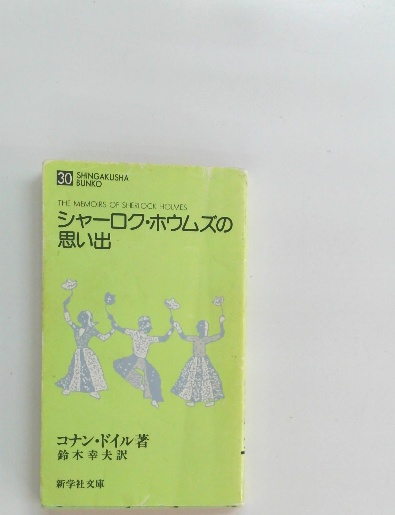 30 SHINGAKUSHA
BUNKO
THE MEMOIRS OF SHERLOCK HOLMES
シャーロク・ホウムズの
思い出
コナン・ドイル著
鈴木幸夫訳
新学社文庫